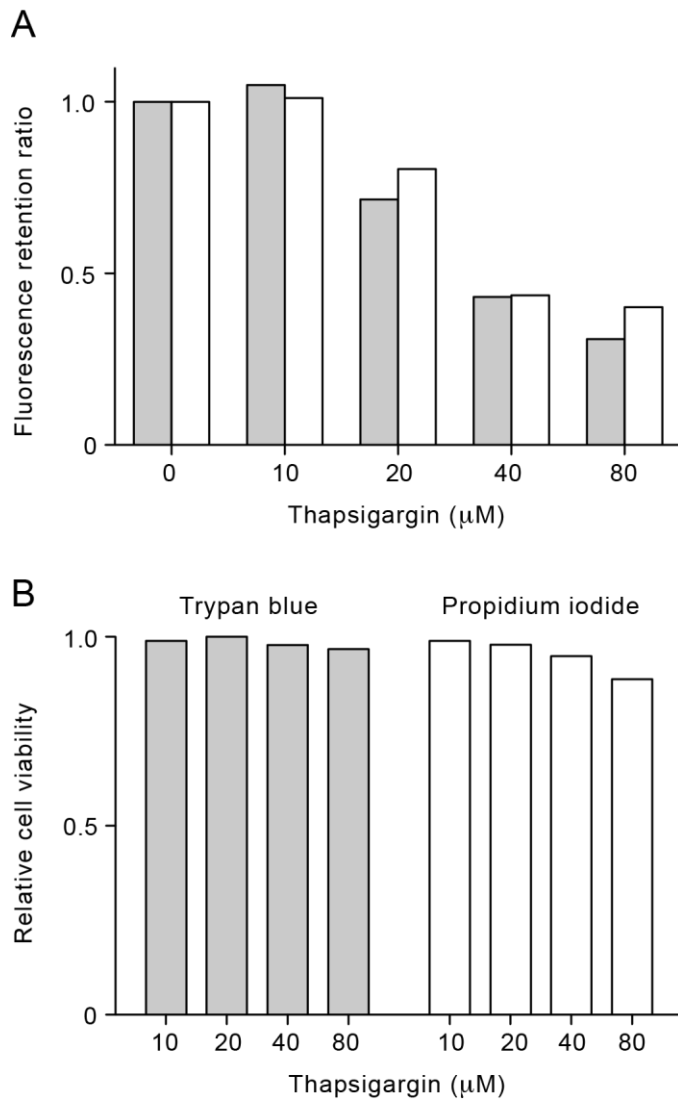 A
Fluorescence retention ratio
1.0
0.5
0
0 10 20 40 80
Thapsigargin (μM)
B
Trypan blue Propidium iodide
Relative cell viability
1.0
0.5
0
10 20 40 80 10 20 40 80
Thapsigargin (μM)